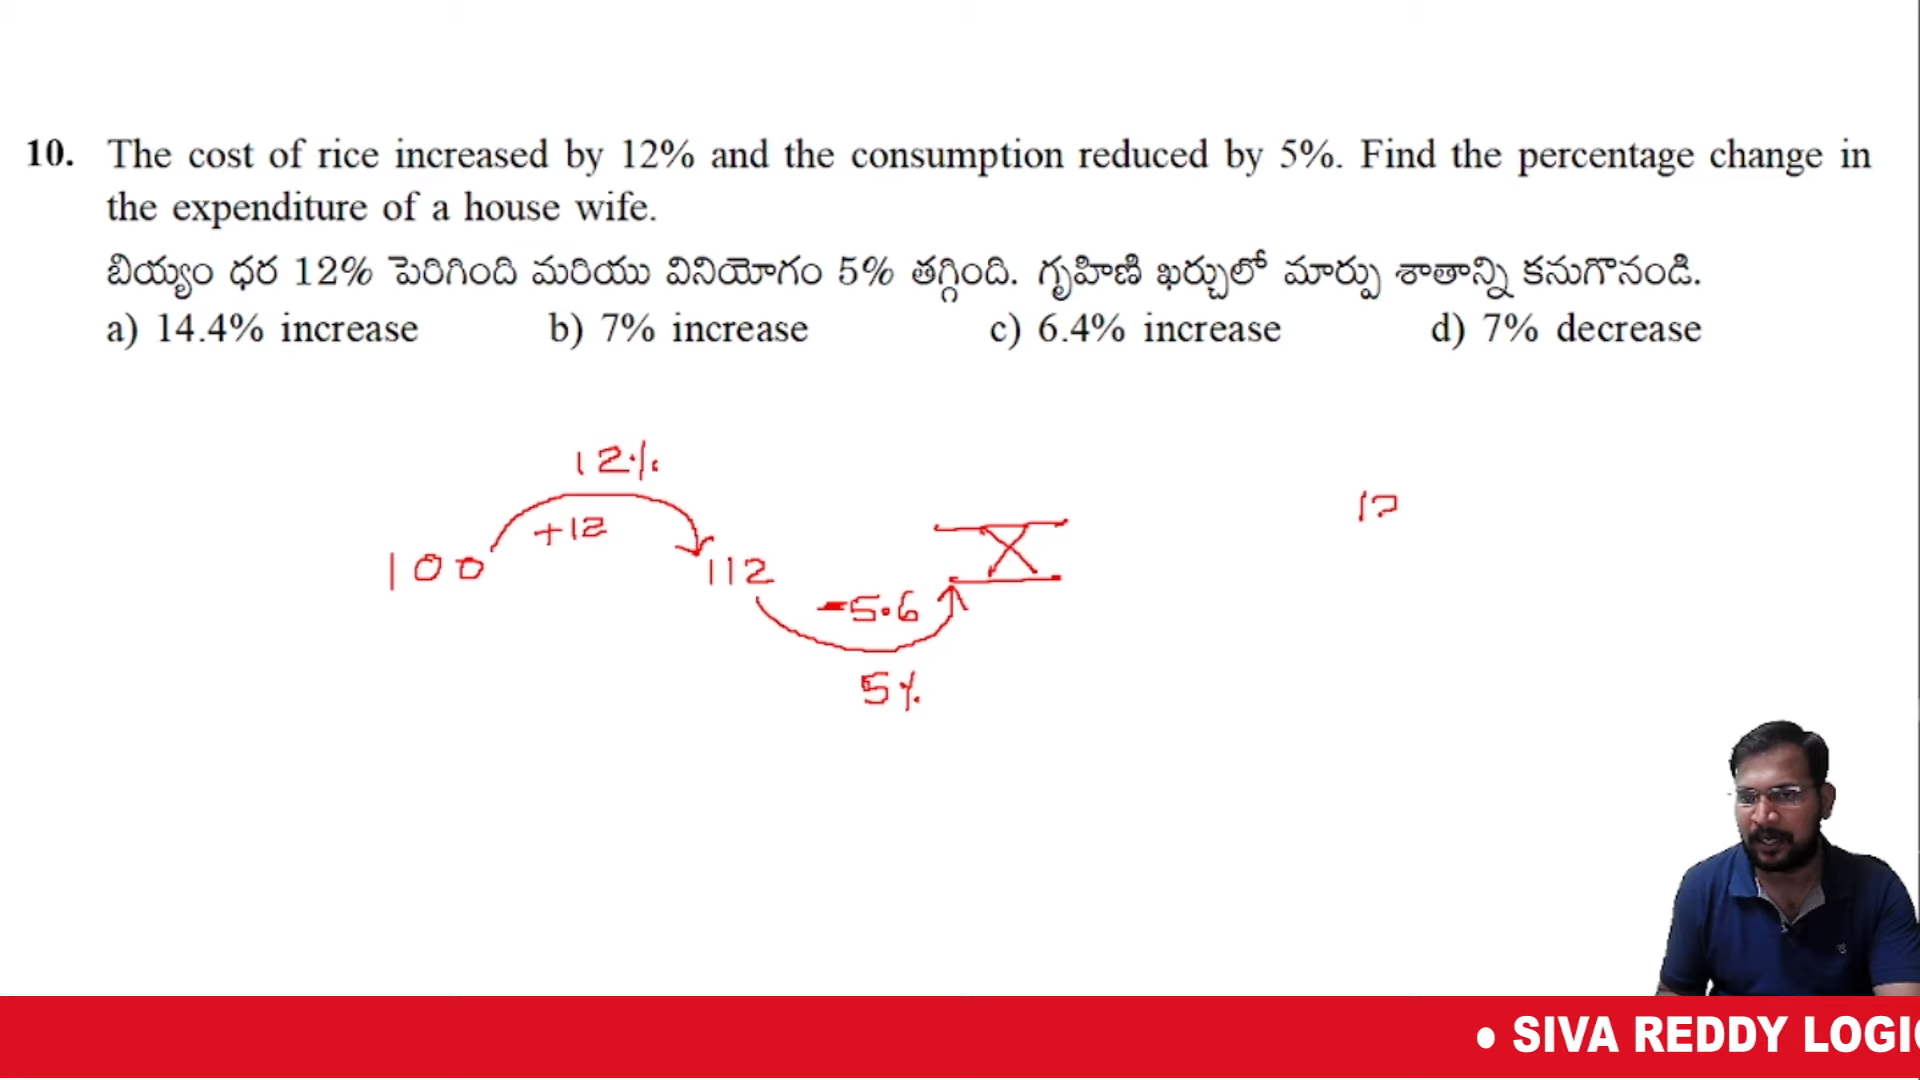 10. The cost of rice increased by 12% and the consumption reduced by 5%. Find the percentage change in
the expenditure of a house wife.
బియ్యం ధర 12% పెరిగింది మరియు వినియోగం 5% తగ్గింది. గృహిణి ఖర్చులో మార్పు శాతాన్ని కనుగొనండి.
a) 14.4% increase b) 7% increase c) 6.4% increase d) 7% decrease
12%
+12
100
112
-5.6
5%
12
• SIVA REDDY LOGIC